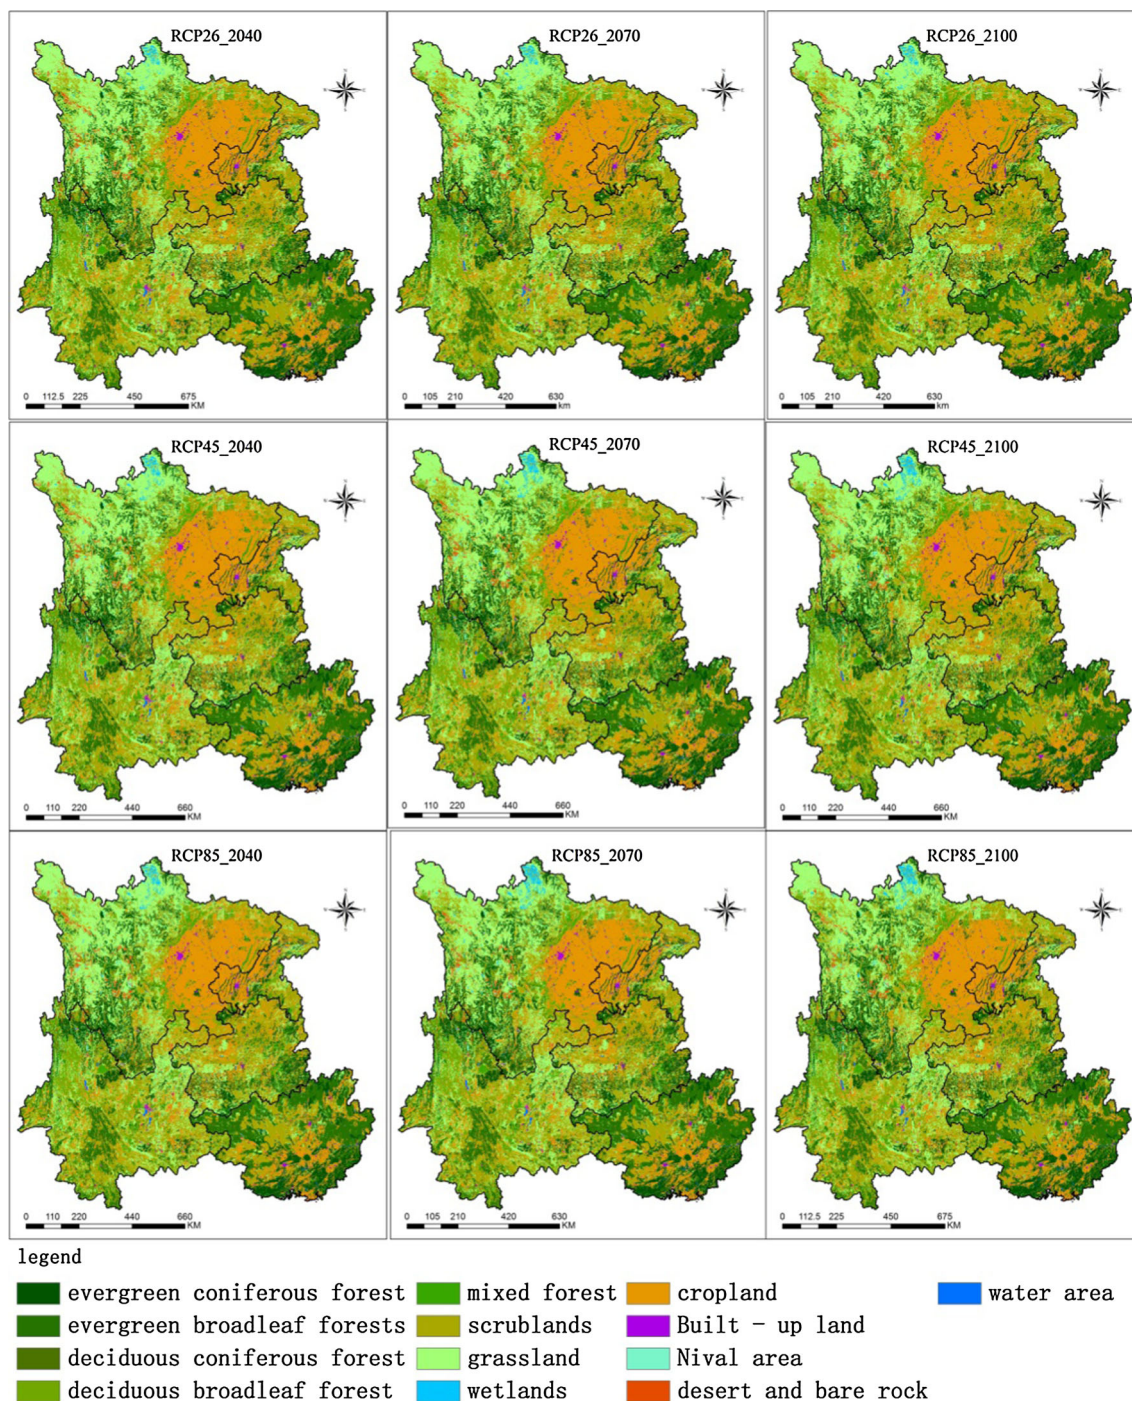 RCP26_2040
RCP26_2070
RCP26_2100
0 112.5 225 450 675 KM
0 105 210 420 630 km
0 105 210 420 630 km
RCP45_2040
RCP45_2070
RCP45_2100
0 110 220 440 660 KM
0 110 220 440 660 KM
0 110 220 440 660 KM
RCP85_2040
RCP85_2070
RCP85_2100
0 110 220 440 660 KM
0 105 210 420 630 KM
0 112.5 225 450 675 KM
legend
evergreen coniferous forest mixed forest cropland water area
evergreen broadleaf forests scrublands Built - up land
deciduous coniferous forest grassland Nival area
deciduous broadleaf forest wetlands desert and bare rock